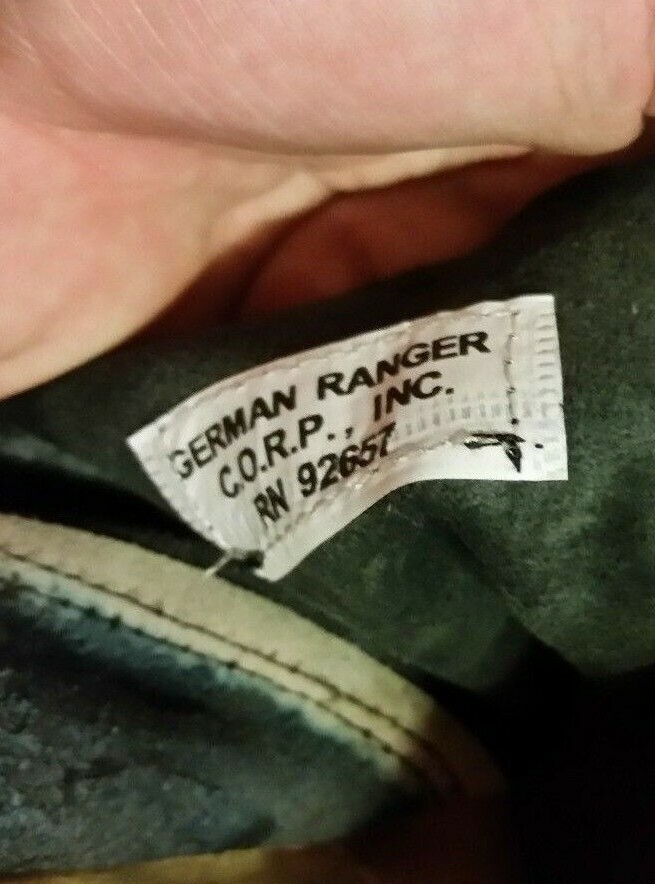 GERMAN RANGER
C.O.R.P., INC.
RN 92657